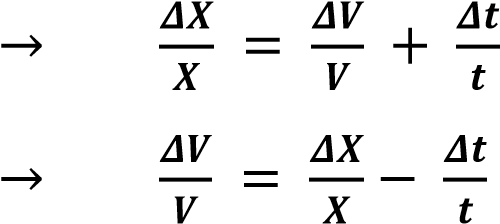 → ΔX/X = ΔV/V + Δt/t
→ ΔV/V = ΔX/X − Δt/t